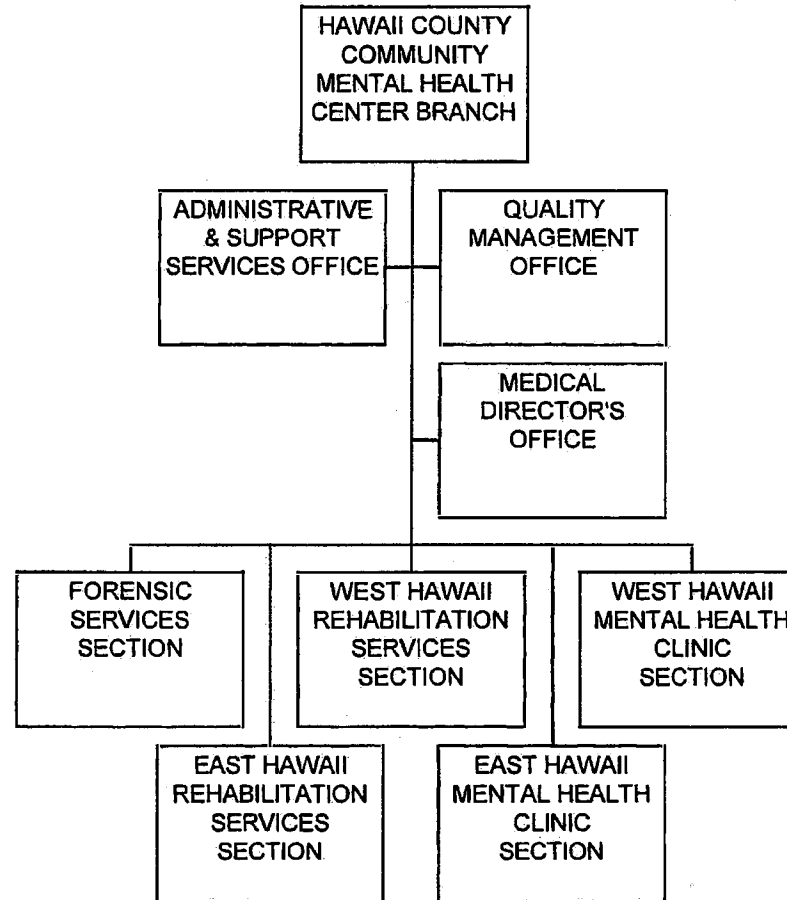 HAWAII COUNTY
COMMUNITY
MENTAL HEALTH
CENTER BRANCH
ADMINISTRATIVE
& SUPPORT
SERVICES OFFICE
QUALITY
MANAGEMENT
OFFICE
MEDICAL
DIRECTOR'S
OFFICE
FORENSIC
SERVICES
SECTION
WEST HAWAII
REHABILITATION
SERVICES
SECTION
WEST HAWAII
MENTAL HEALTH
CLINIC
SECTION
EAST HAWAII
REHABILITATION
SERVICES
SECTION
EAST HAWAII
MENTAL HEALTH
CLINIC
SECTION